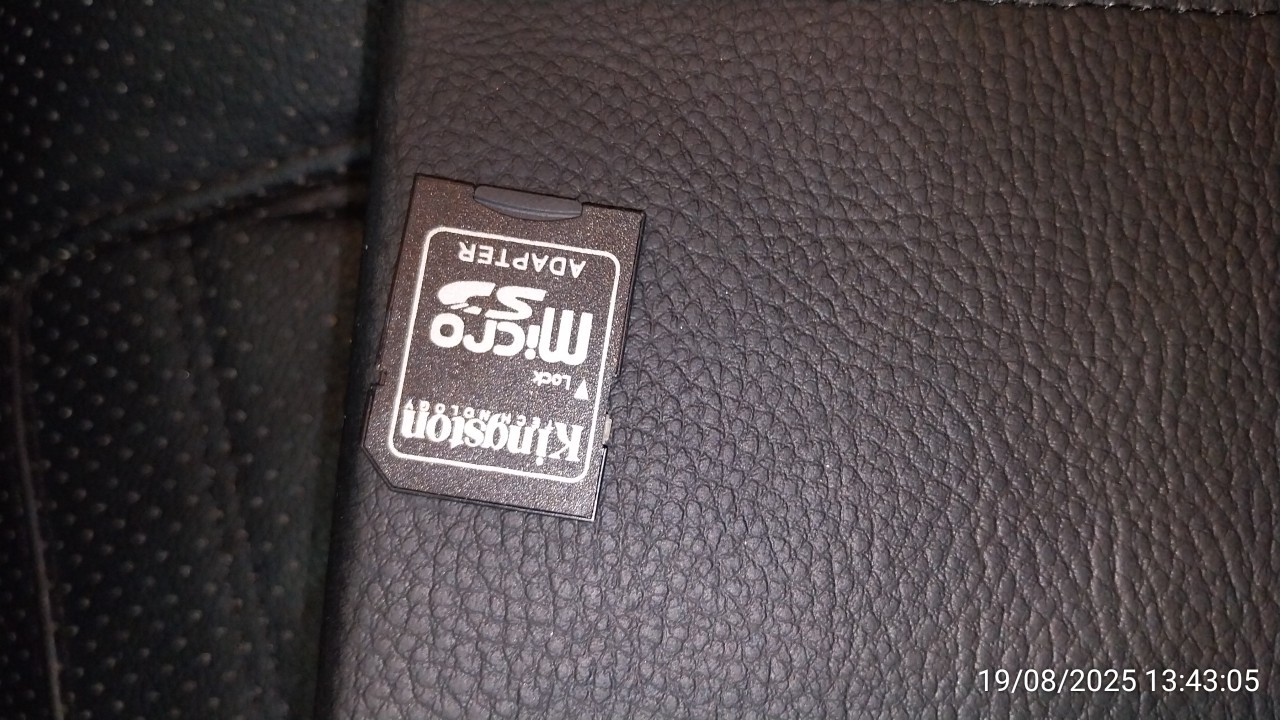 Kingston
TECHNOLOGY
▲ Lock
micro
SD
ADAPTER
19/08/2025 13:43:05